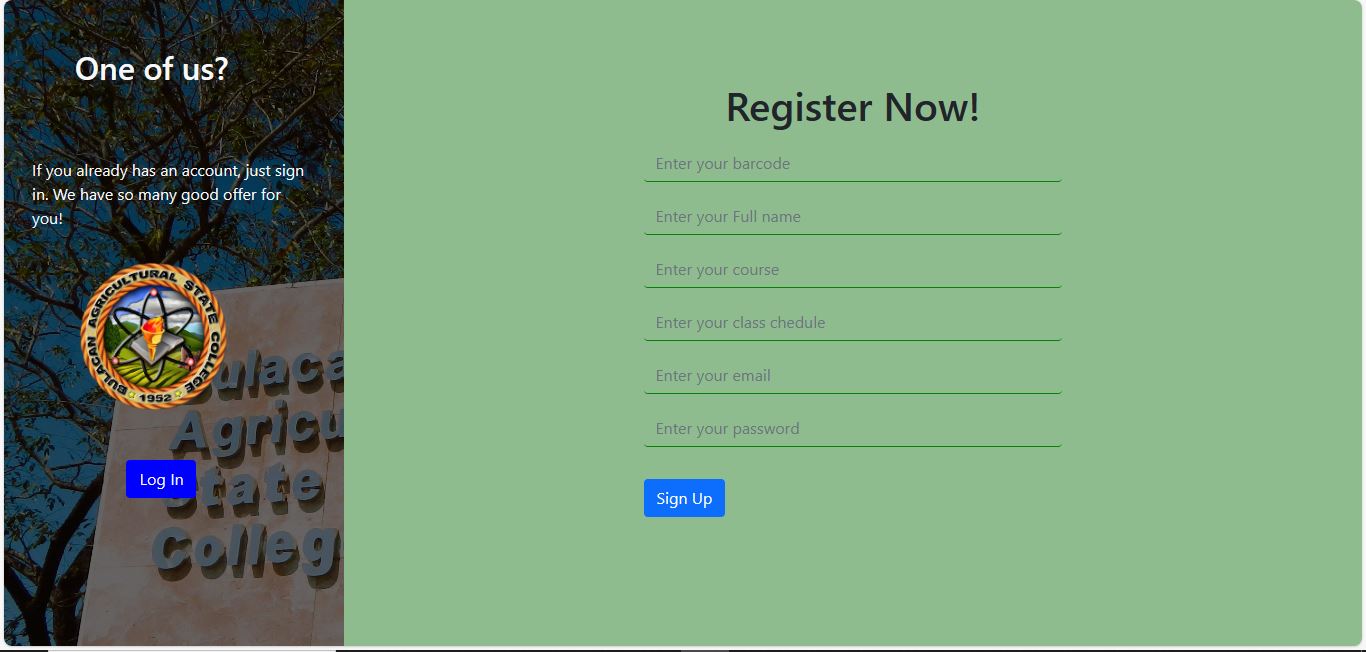 One of us?
If you already has an account, just sign
in. We have so many good offer for
you!
BULACAN AGRICULTURAL STATE COLLEGE
1952
Bulaca
Agricu
State
Colleg
Log In
Register Now!
Enter your barcode
Enter your Full name
Enter your course
Enter your class chedule
Enter your email
Enter your password
Sign Up